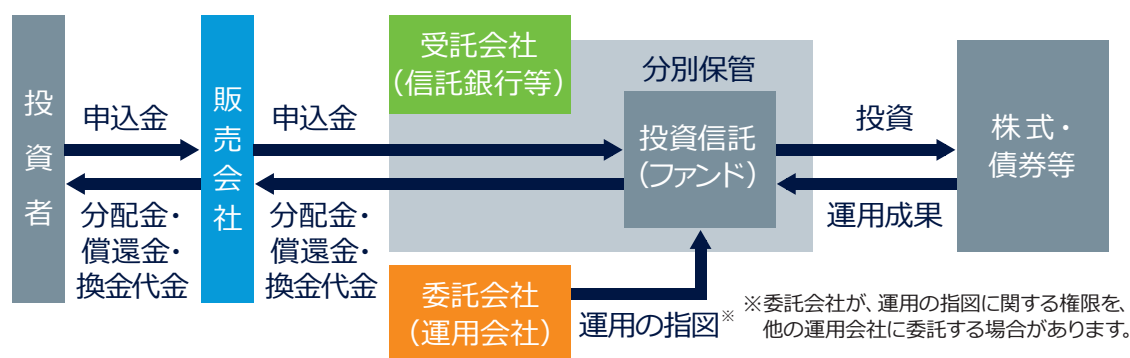 投資者
申込金
分配金・
償還金・
換金代金
販売会社
申込金
分配金・
償還金・
換金代金
受託会社
（信託銀行等）
分別保管
投資信託
（ファンド）
委託会社
（運用会社）
運用の指図※
投資
運用成果
株式・
債券等
※委託会社が、運用の指図に関する権限を、
他の運用会社に委託する場合があります。